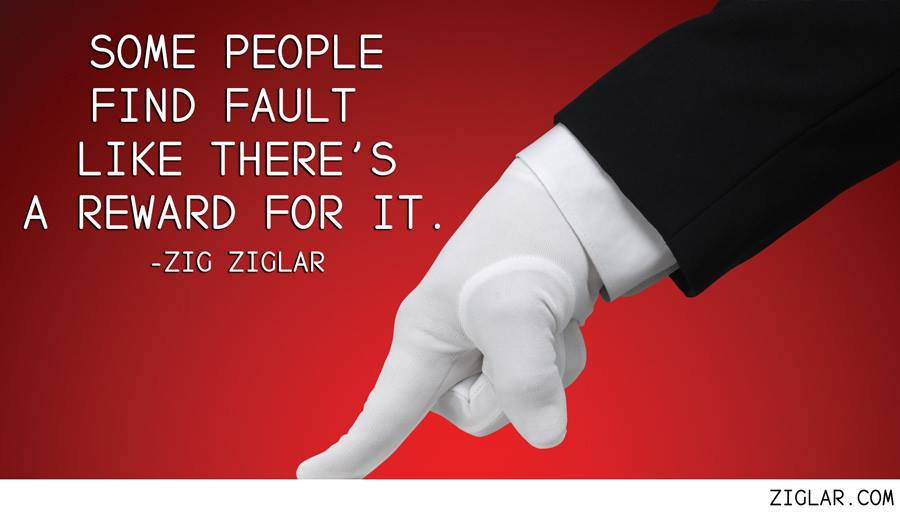 SOME PEOPLE
FIND FAULT
LIKE THERE'S
A REWARD FOR IT.
-ZIG ZIGLAR
ZIGLAR.COM